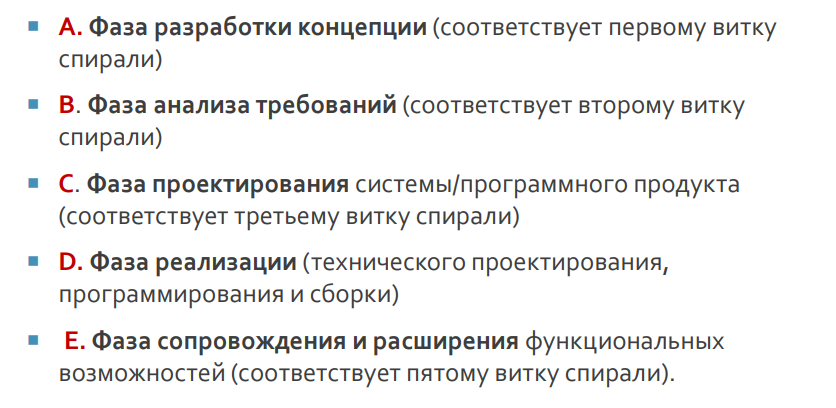 ▪ A. Фаза разработки концепции (соответствует первому витку
спирали)
▪ B. Фаза анализа требований (соответствует второму витку
спирали)
▪ C. Фаза проектирования системы/программного продукта
(соответствует третьему витку спирали)
▪ D. Фаза реализации (технического проектирования,
программирования и сборки)
▪ E. Фаза сопровождения и расширения функциональных
возможностей (соответствует пятому витку спирали).